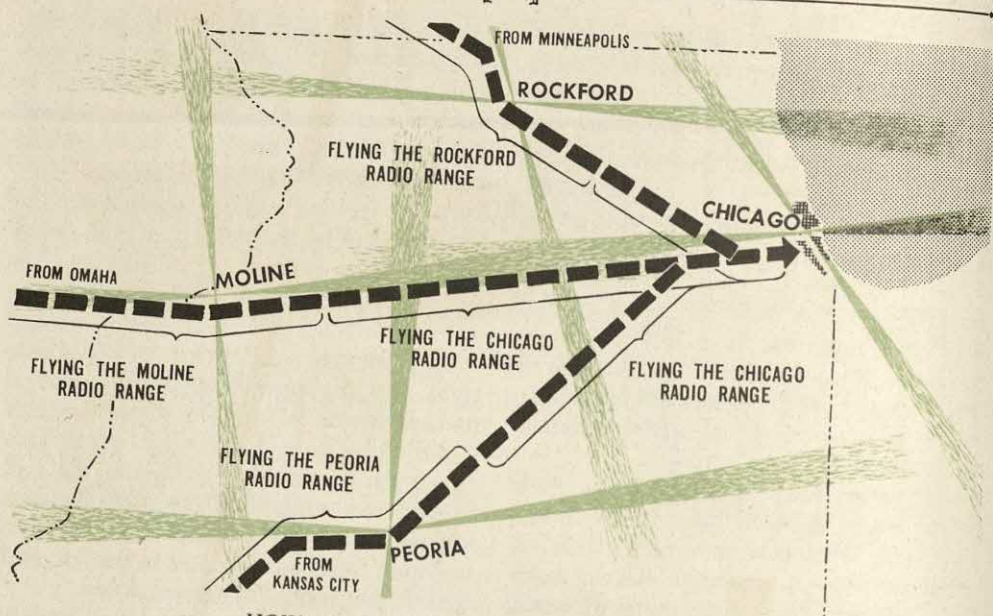 FROM MINNEAPOLIS
ROCKFORD
FLYING THE ROCKFORD
RADIO RANGE
CHICAGO
FROM OMAHA
MOLINE
FLYING THE MOLINE
RADIO RANGE
FLYING THE CHICAGO
RADIO RANGE
FLYING THE CHICAGO
RADIO RANGE
FLYING THE PEORIA
RADIO RANGE
PEORIA
FROM
KANSAS CITY